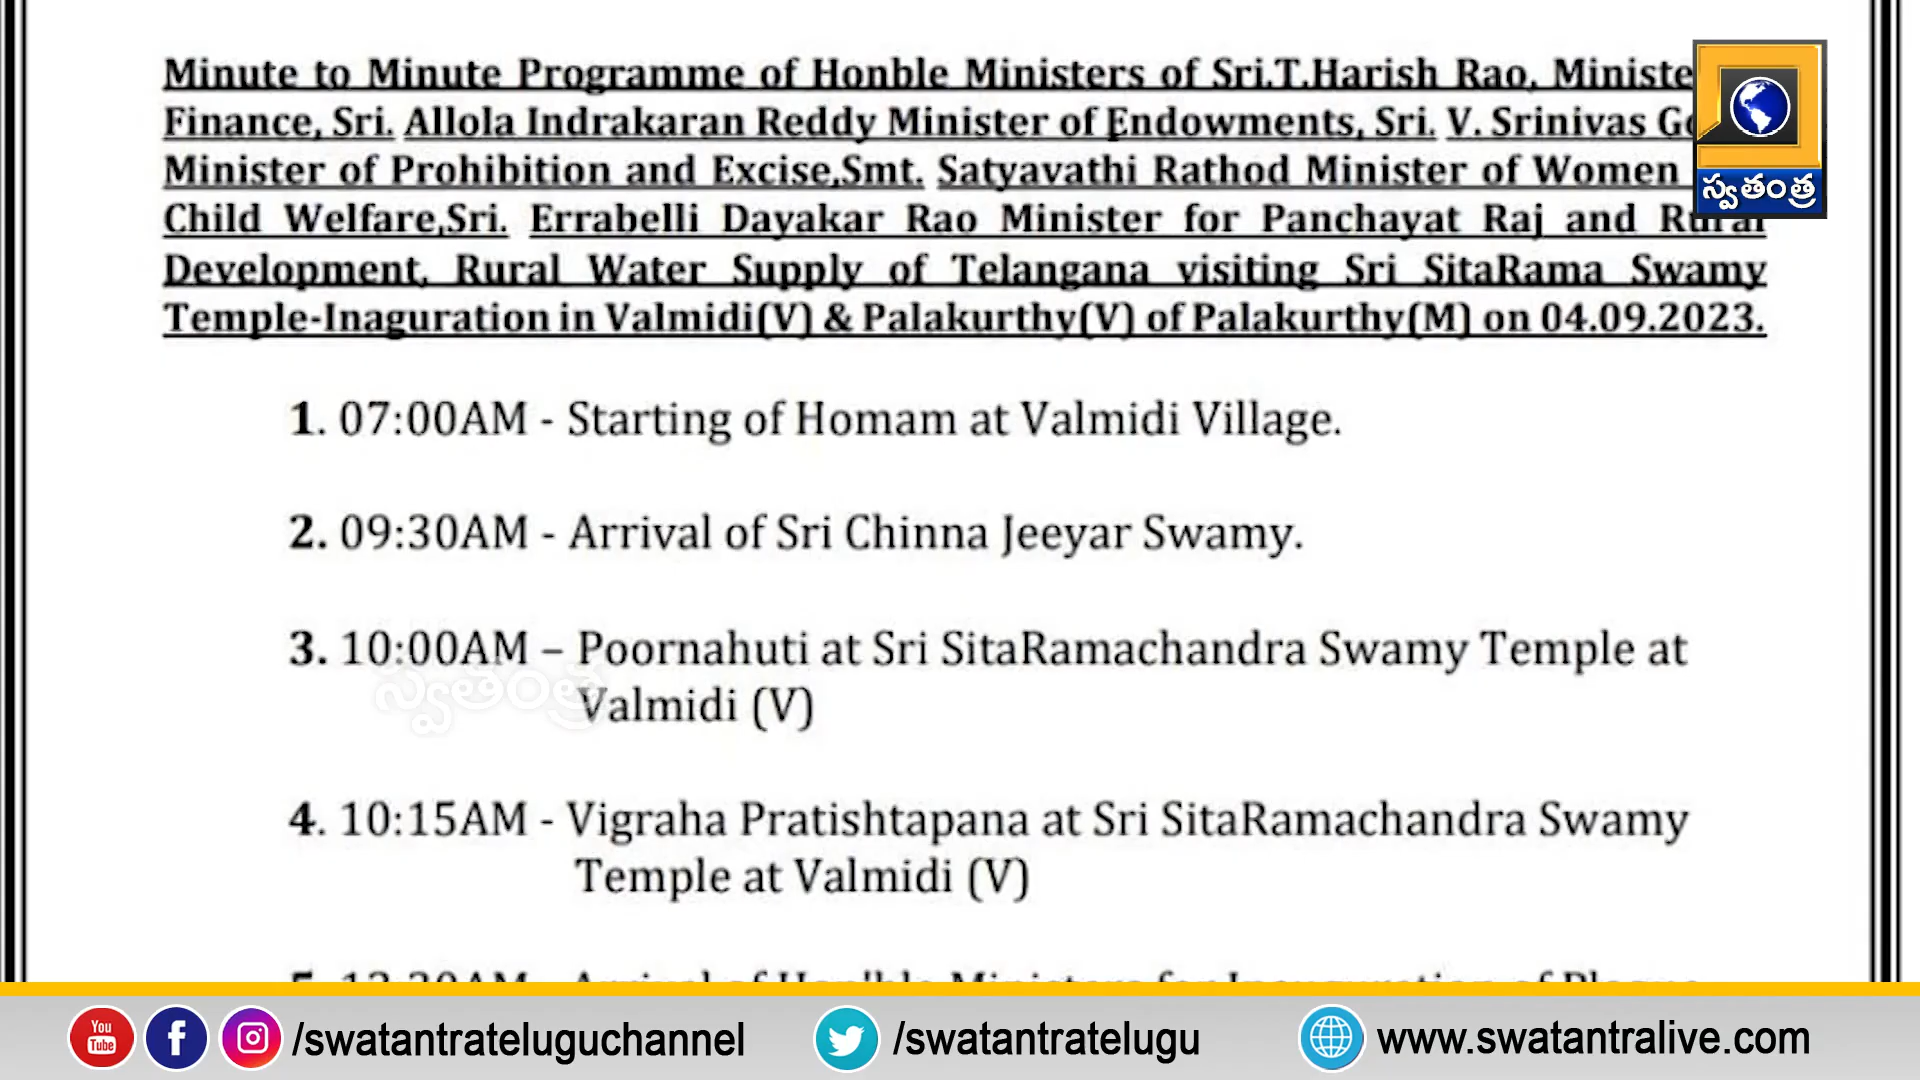 Minute to Minute Programme of Honble Ministers of Sri.T.Harish Rao, Ministe
Finance, Sri. Allola Indrakaran Reddy Minister of Endowments, Sri. V. Srinivas
Minister of Prohibition and Excise,Smt. Satyavathi Rathod Minister of Women
Child Welfare,Sri. Errabelli Dayakar Rao Minister for Panchayat Raj and Rural
Development, Rural Water Supply of Telangana visiting Sri SitaRama Swamy
Temple-Inaguration in Valmidi(V) & Palakurthy(V) of Palakurthy(M) on 04.09.2023.
స్వతంత్ర
1. 07:00AM - Starting of Homam at Valmidi Village.
2. 09:30AM - Arrival of Sri Chinna Jeeyar Swamy.
3. 10:00AM – Poornahuti at Sri SitaRamachandra Swamy Temple at
Valmidi (V)
స్వతంత్ర
4. 10:15AM - Vigraha Pratishtapana at Sri SitaRamachandra Swamy
Temple at Valmidi (V)
You Tube /swatantrateluguchannel /swatantratelugu www.swatantralive.com